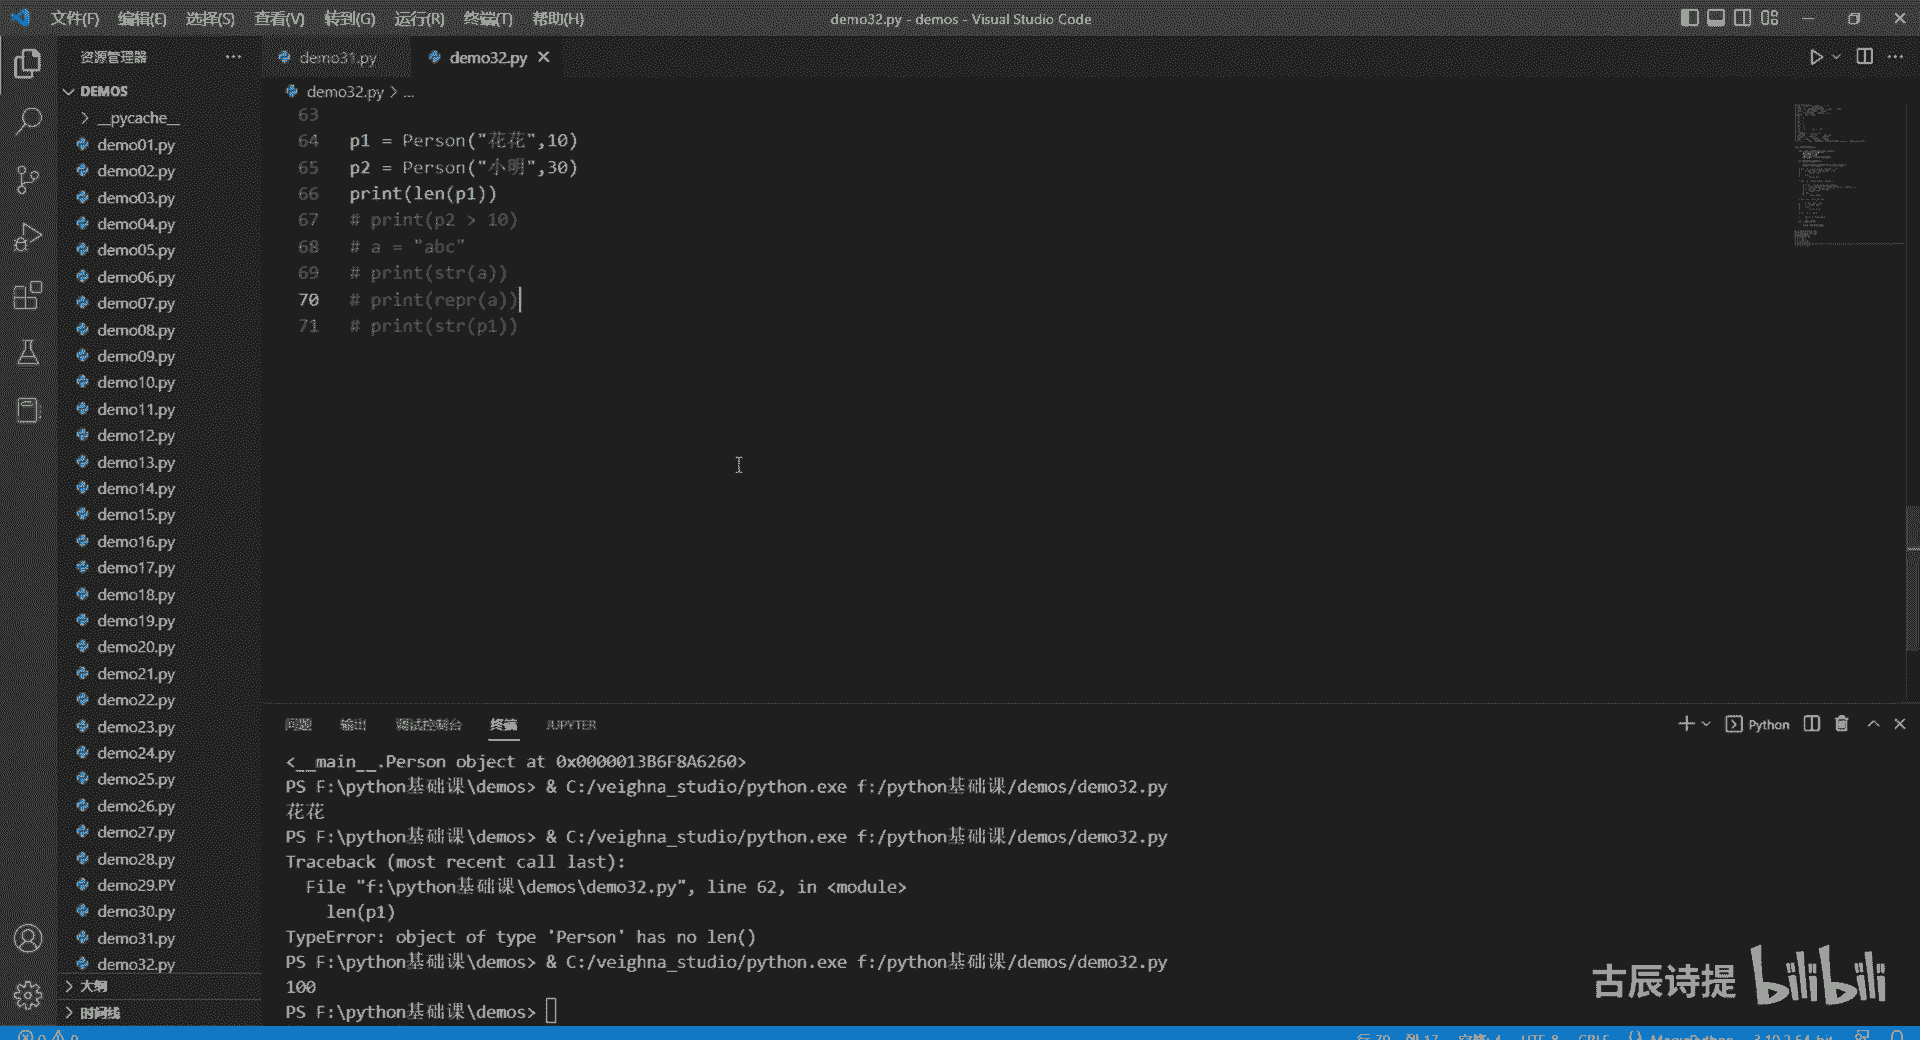 文件(F) 编辑(E) 选择(S) 查看(V) 转到(G) 运行(R) 终端(T) 帮助(H)
demo32.py - demos - Visual Studio Code
资源管理器
demo31.py
demo32.py
DEMOS
demo32.py > ...
__pycache__
demo01.py
demo02.py
demo03.py
demo04.py
demo05.py
demo06.py
demo07.py
demo08.py
demo09.py
demo10.py
demo11.py
demo12.py
demo13.py
demo14.py
demo15.py
demo16.py
demo17.py
demo18.py
demo19.py
demo20.py
demo21.py
demo22.py
demo23.py
demo24.py
demo25.py
demo26.py
demo27.py
demo28.py
demo29.PY
demo30.py
demo31.py
demo32.py
大纲
时间线
63
64 p1 = Person("花花",10)
65 p2 = Person("小明",30)
66 print(len(p1))
67 # print(p2 > 10)
68 # a = "abc"
69 # print(str(a))
70 # print(repr(a))
71 # print(str(p1))
问题 输出 调试控制台 终端 JUPYTER
Python
<__main__.Person object at 0x0000013B6F8A6260>
PS F:\python基础课\demos> & C:/veighna_studio/python.exe f:/python基础课/demos/demo32.py
花花
PS F:\python基础课\demos> & C:/veighna_studio/python.exe f:/python基础课/demos/demo32.py
Traceback (most recent call last):
File "f:\python基础课\demos\demo32.py", line 62, in <module>
len(p1)
TypeError: object of type 'Person' has no len()
PS F:\python基础课\demos> & C:/veighna_studio/python.exe f:/python基础课/demos/demo32.py
100
PS F:\python基础课\demos>
古辰诗提 bilibili